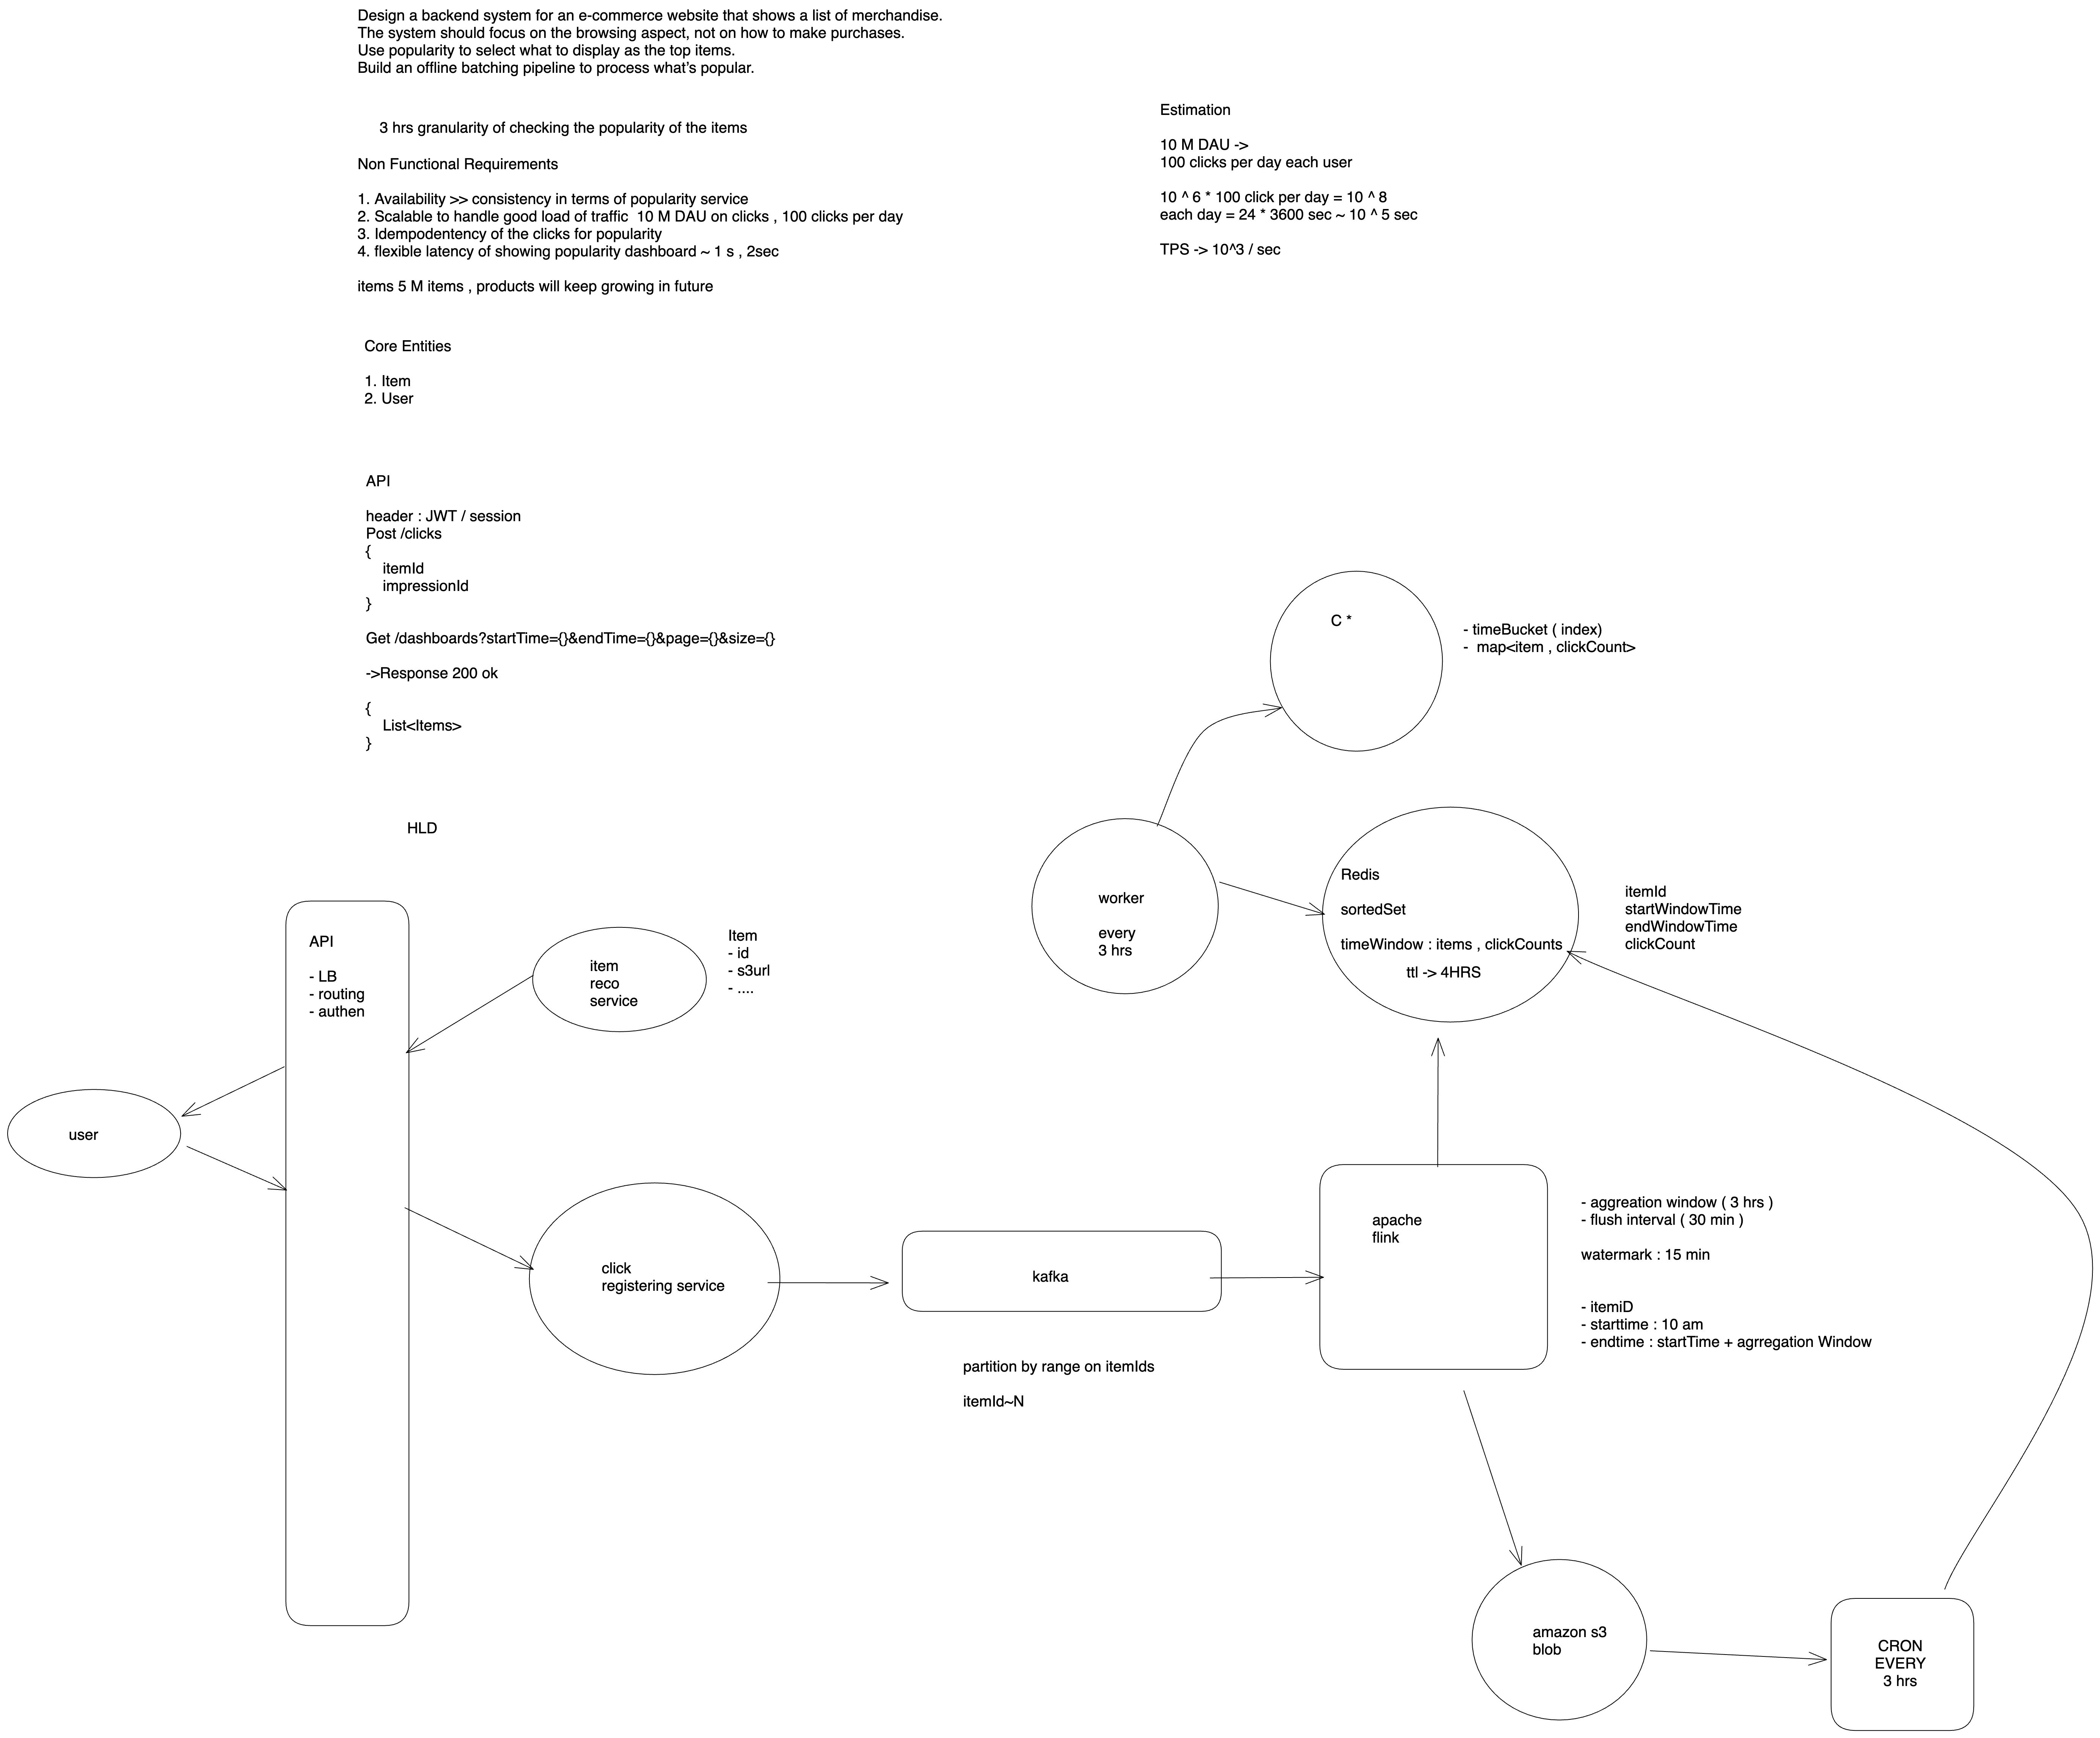 Design a backend system for an e-commerce website that shows a list of merchandise.
The system should focus on the browsing aspect, not on how to make purchases.
Use popularity to select what to display as the top items.
Build an offline batching pipeline to process what's popular.
3 hrs granularity of checking the popularity of the items
Non Functional Requirements
1. Availability >> consistency in terms of popularity service
2. Scalable to handle good load of traffic  10 M DAU on clicks , 100 clicks per day
3. Idempodentency of the clicks for popularity
4. flexible latency of showing popularity dashboard ~ 1 s , 2sec
items 5 M items , products will keep growing in future
Estimation
10 M DAU ->
100 clicks per day each user
10 ^ 6 * 100 click per day = 10 ^ 8
each day = 24 * 3600 sec ~ 10 ^ 5 sec
TPS -> 10^3 / sec
Core Entities
1. Item
2. User
API
header : JWT / session
Post /clicks
{
itemId
impressionId
}
Get /dashboards?startTime={}&endTime={}&page={}&size={}
->Response 200 ok
{
List<Items>
}
HLD
C *
- timeBucket ( index)
-  map<item , clickCount>
worker
every
3 hrs
Redis
sortedSet
timeWindow : items , clickCounts
ttl -> 4HRS
itemId
startWindowTime
endWindowTime
clickCount
API
- LB
- routing
- authen
item
reco
service
Item
- id
- s3url
- ....
user
click
registering service
kafka
partition by range on itemIds
itemId~N
apache
flink
- aggreation window ( 3 hrs )
- flush interval ( 30 min )
watermark : 15 min
- itemiD
- starttime : 10 am
- endtime : startTime + agrregation Window
amazon s3
blob
CRON
EVERY
3 hrs